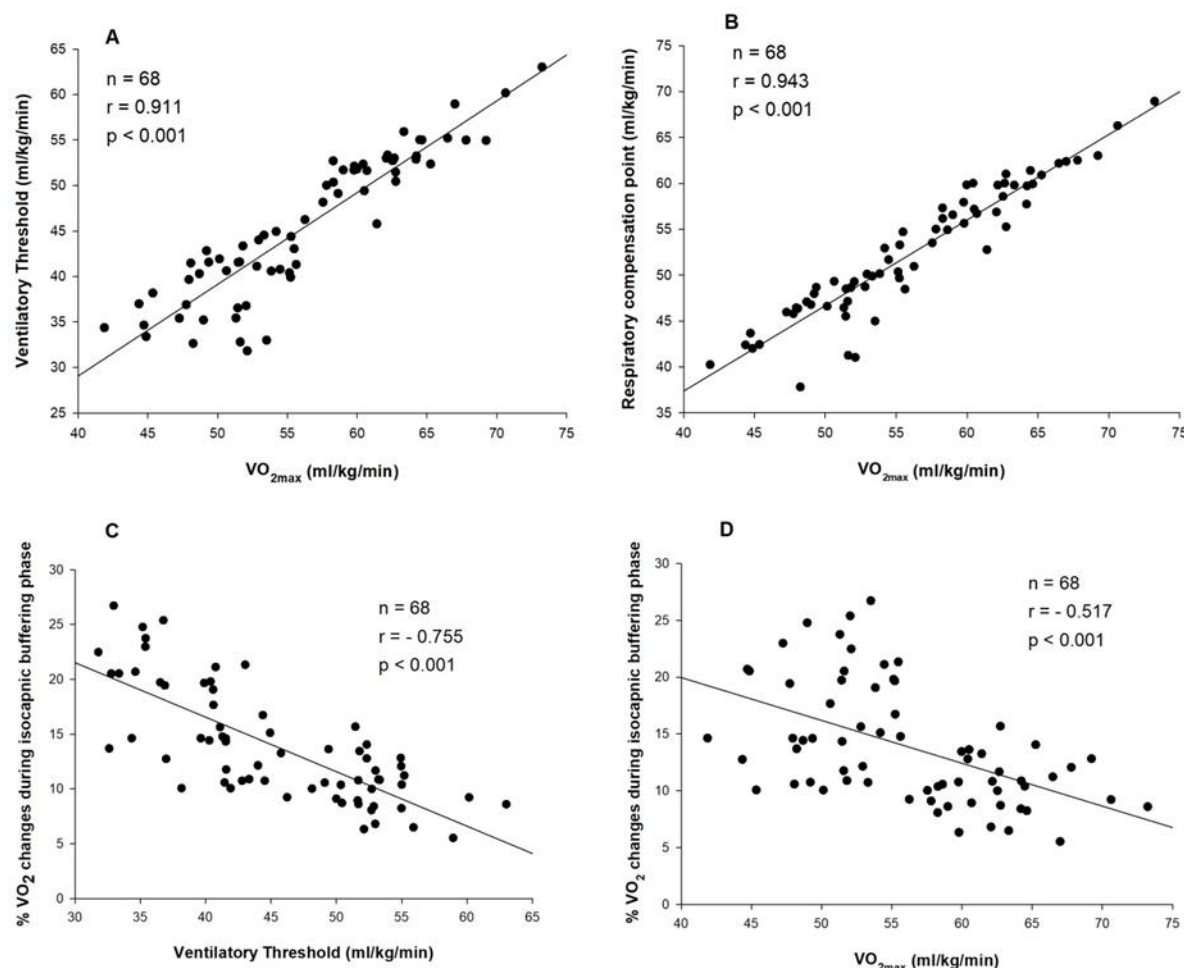 A
n = 68
r = 0.911
p < 0.001
65
60
55
50
45
40
35
30
25
Ventilatory Threshold (ml/kg/min)
40 45 50 55 60 65 70 75
VO2max (ml/kg/min)
B
n = 68
r = 0.943
p < 0.001
75
70
65
60
55
50
45
40
35
Respiratory compensation point (ml/kg/min)
40 45 50 55 60 65 70 75
VO2max (ml/kg/min)
C
n = 68
r = - 0.755
p < 0.001
30
25
20
15
10
5
0
% VO2 changes during isocapnic buffering phase
30 35 40 45 50 55 60 65
Ventilatory Threshold (ml/kg/min)
D
n = 68
r = - 0.517
p < 0.001
30
25
20
15
10
5
0
% VO2 changes during isocapnic buffering phase
40 45 50 55 60 65 70 75
VO2max (ml/kg/min)